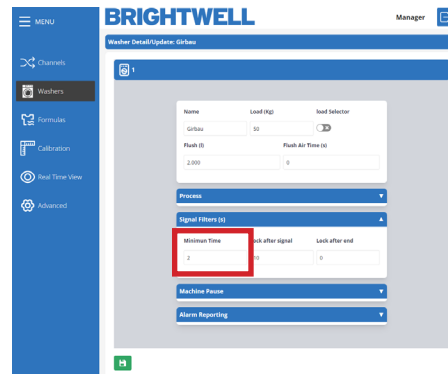 MENU
BRIGHTWELL
Manager
Washer Detail/Update: Girbau
Channels
1
Washers
Name Load (Kg) load Selector
Formulas
Girbau 50
Flush (l) Flush Air Time (s)
Calibration
2.000 0
Real Time View
Process
Advanced
Signal Filters (s)
Minimun Time ock after signal Lock after end
2 10 0
Machine Pause
Alarm Reporting